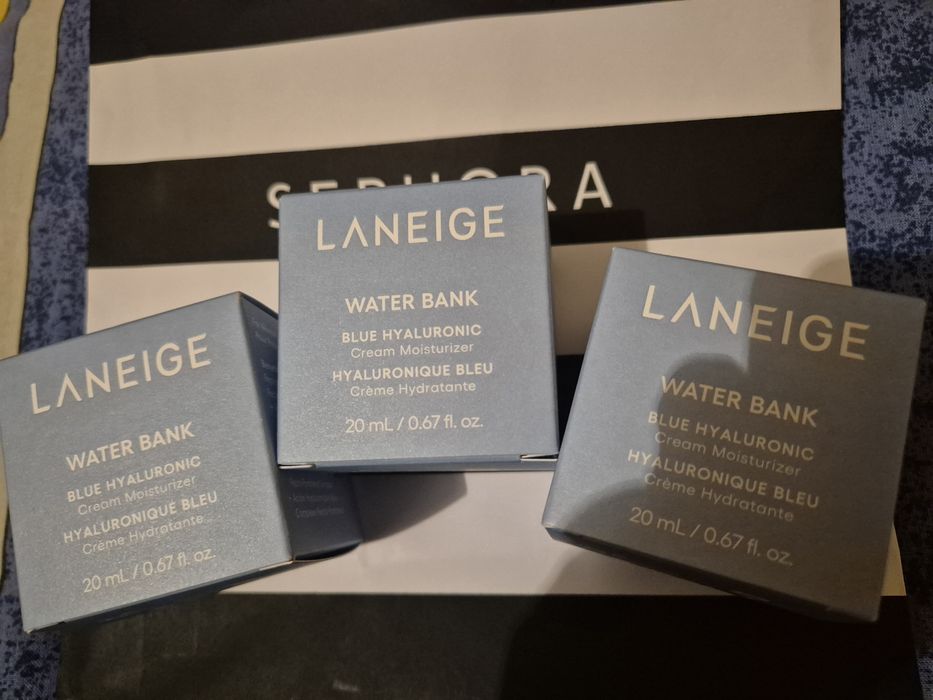 SEPHORA
LANEIGE
WATER BANK
BLUE HYALURONIC
Cream Moisturizer
HYALURONIQUE BLEU
Crème Hydratante
20 mL / 0.67 fl. oz.
LANEIGE
WATER BANK
BLUE HYALURONIC
Cream Moisturizer
HYALURONIQUE BLEU
Crème Hydratante
20 mL / 0.67 fl. oz.
LANEIGE
WATER BANK
BLUE HYALURONIC
Cream Moisturizer
HYALURONIQUE BLEU
Crème Hydratante
20 mL / 0.67 fl. oz.